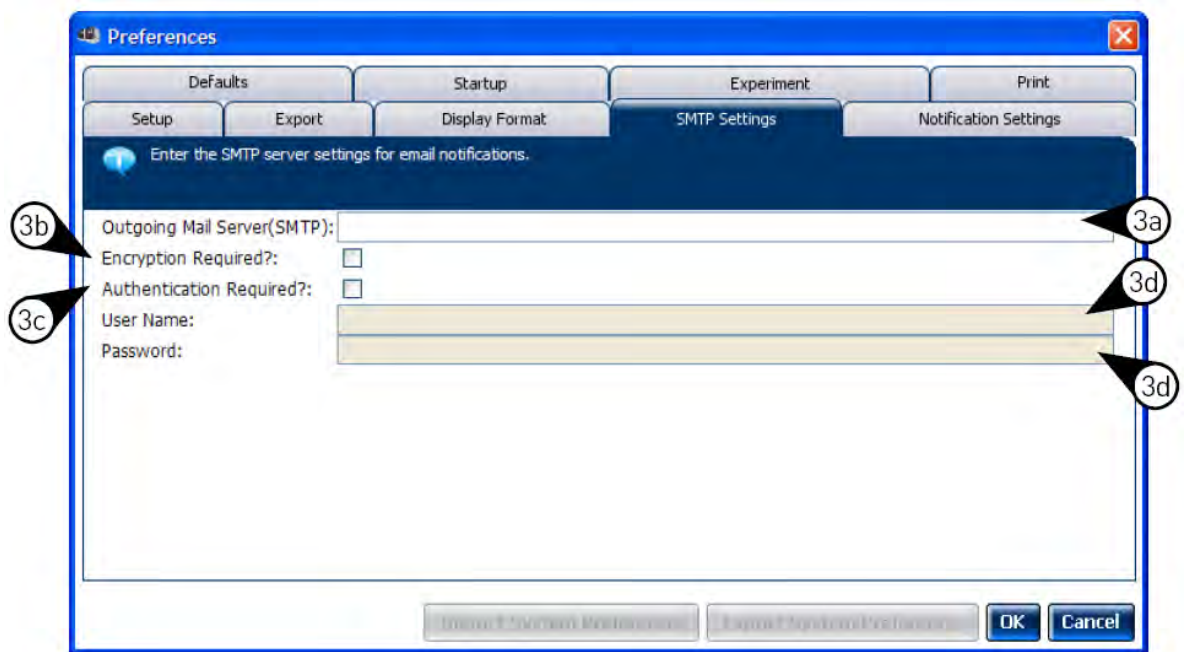 Preferences
Defaults Startup Experiment Print
Setup Export Display Format SMTP Settings Notification Settings
Enter the SMTP server settings for email notifications.
3b Outgoing Mail Server(SMTP): 3a
Encryption Required?:
Authentication Required?: 3d
3c User Name:
Password:
3d
OK Cancel